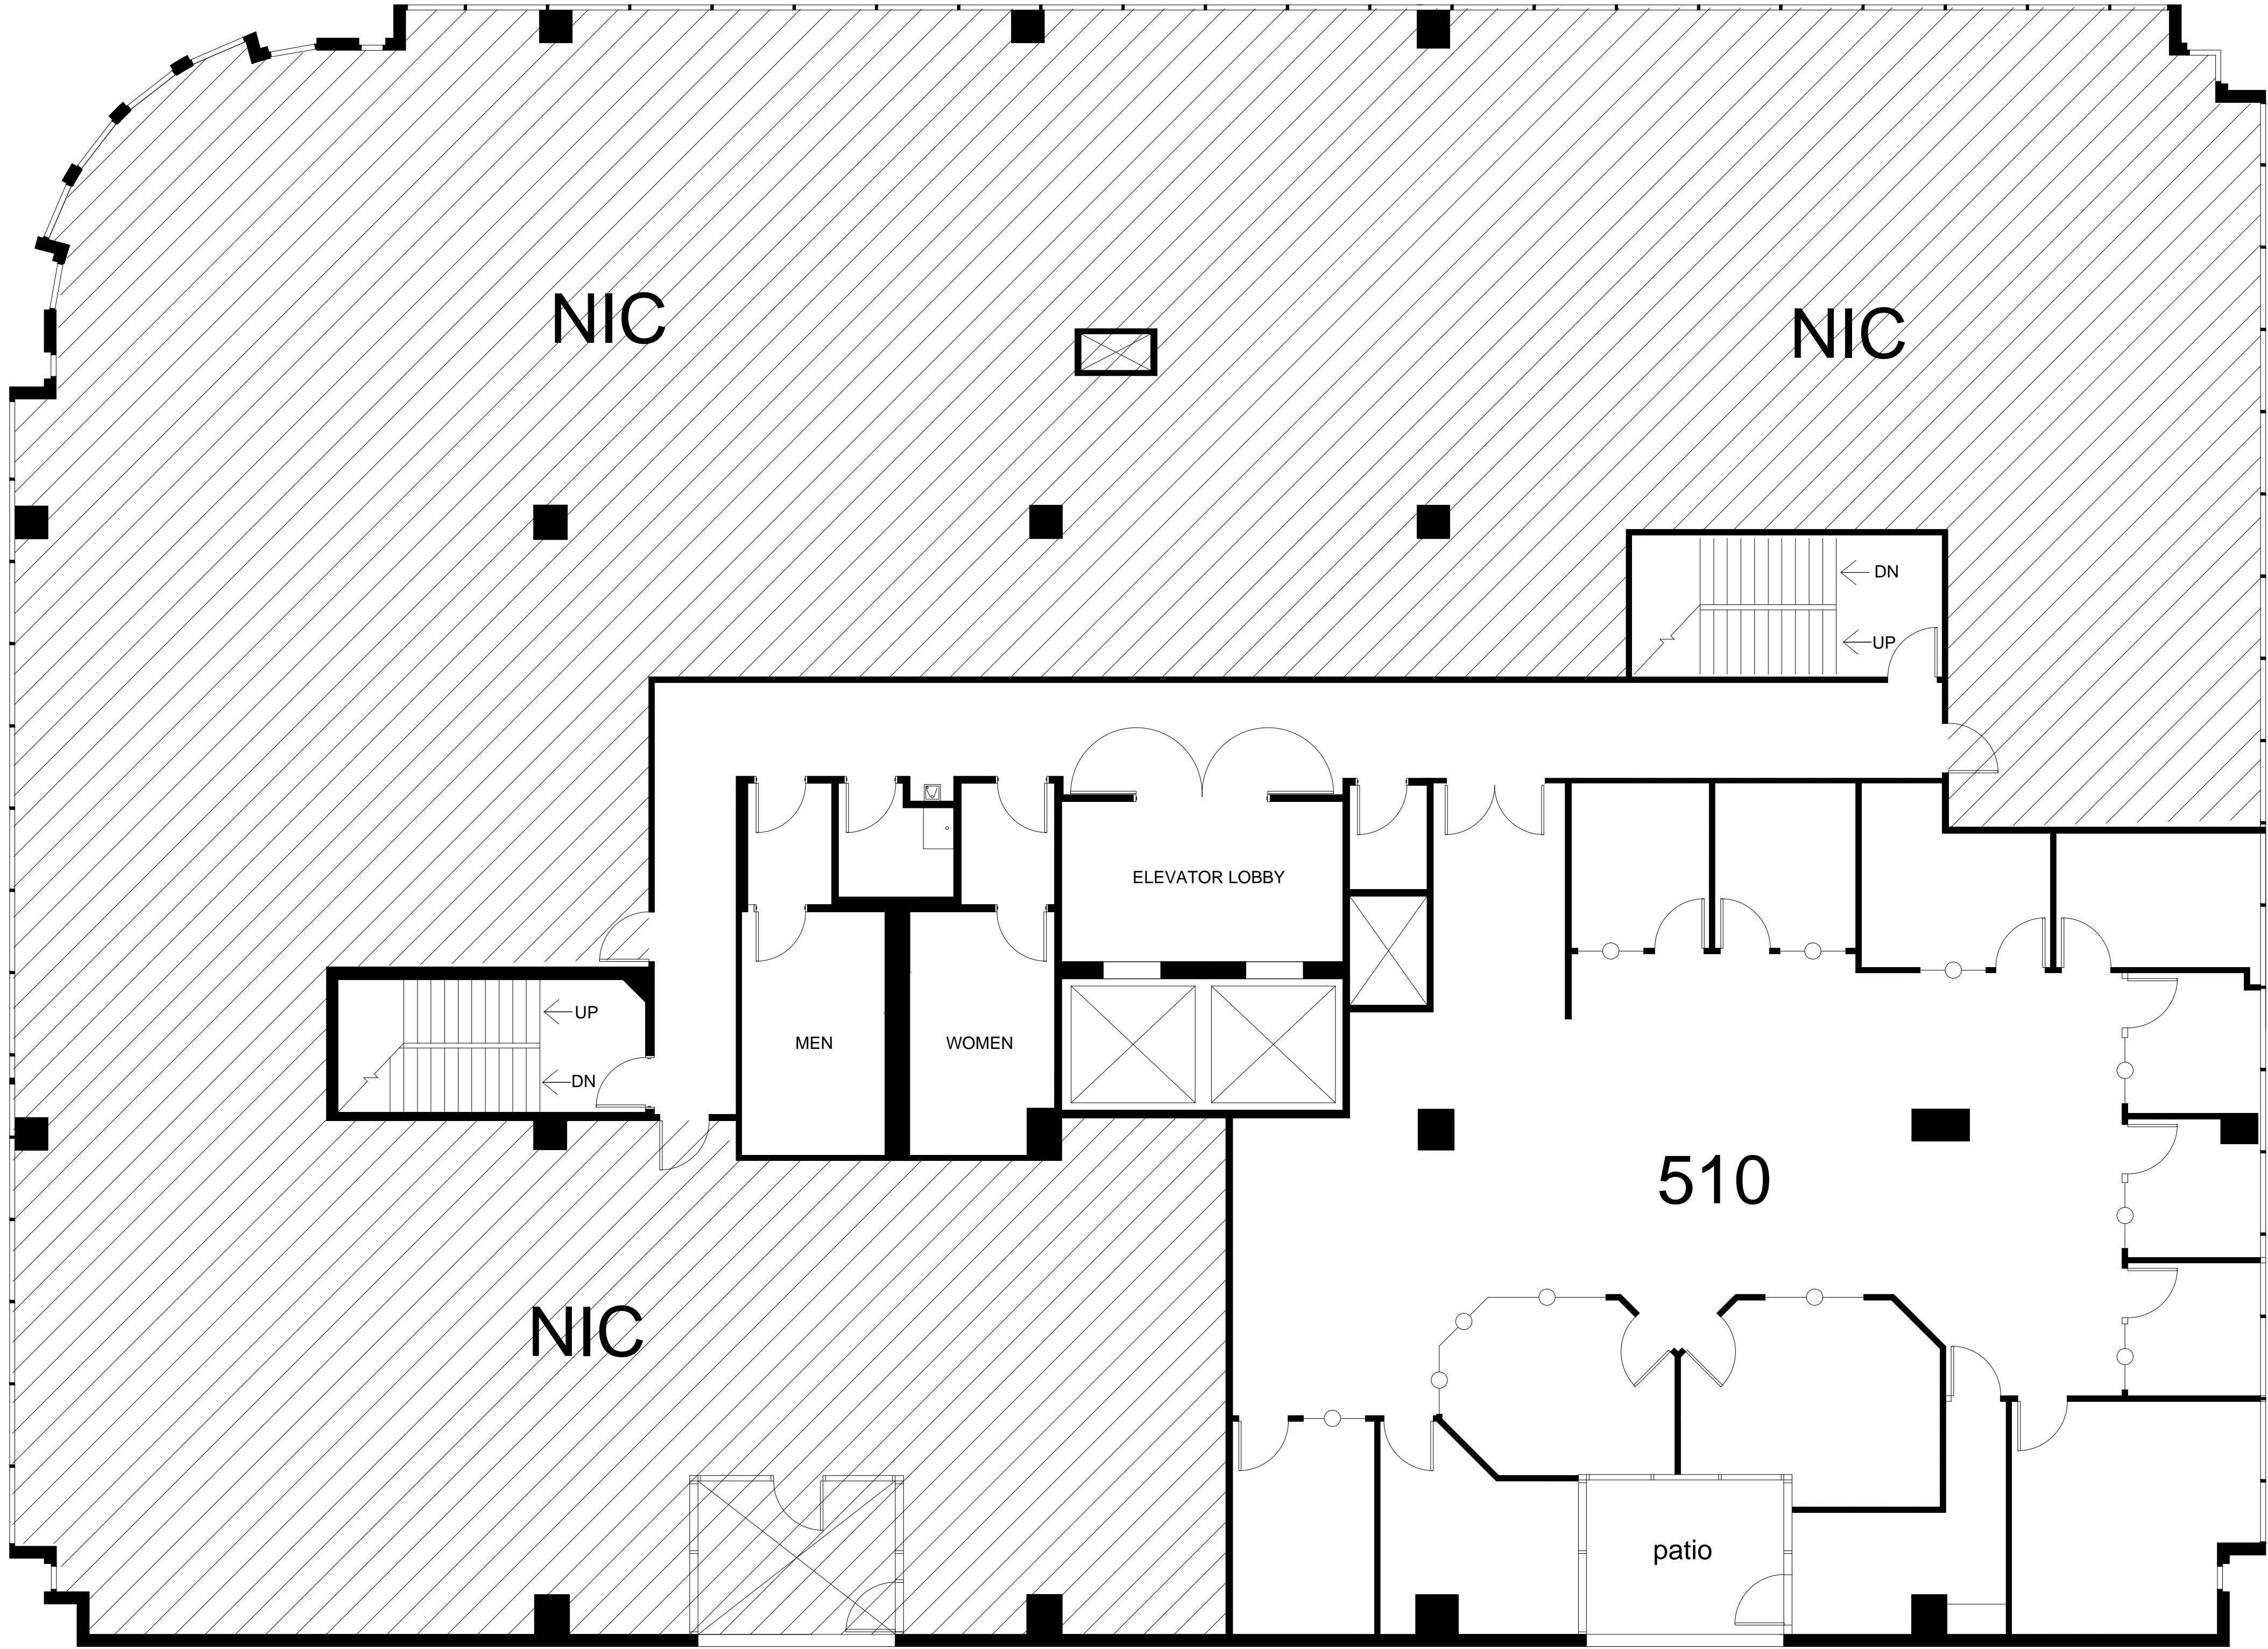 NIC
NIC
DN
UP
ELEVATOR LOBBY
UP
DN
MEN
WOMEN
510
NIC
patio